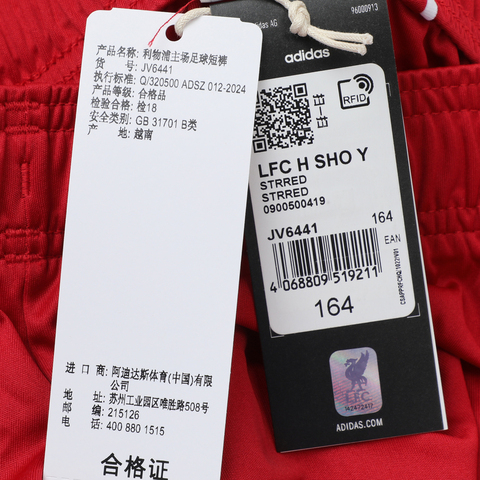 产品名称: 利物浦主场足球短裤
货 号: JV6441
执行标准: Q/320500 ADSZ 012-2024
产品等级: 合格品
检验合格: 检18
安全类别: GB 31701 B类
产 地: 越南
进 口 商: 阿迪达斯体育(中国)有限公司
地 址: 苏州工业园区唯胜路508号
邮 编: 215126
电 话: 400 880 1515
合格证
adidas AG
96000913
adidas
RFID
LFC H SHO Y
STRRED
STRRED
0900500419
JV6441 164
EAN
4 068809 519211
164
LFC
ADIDAS.COM